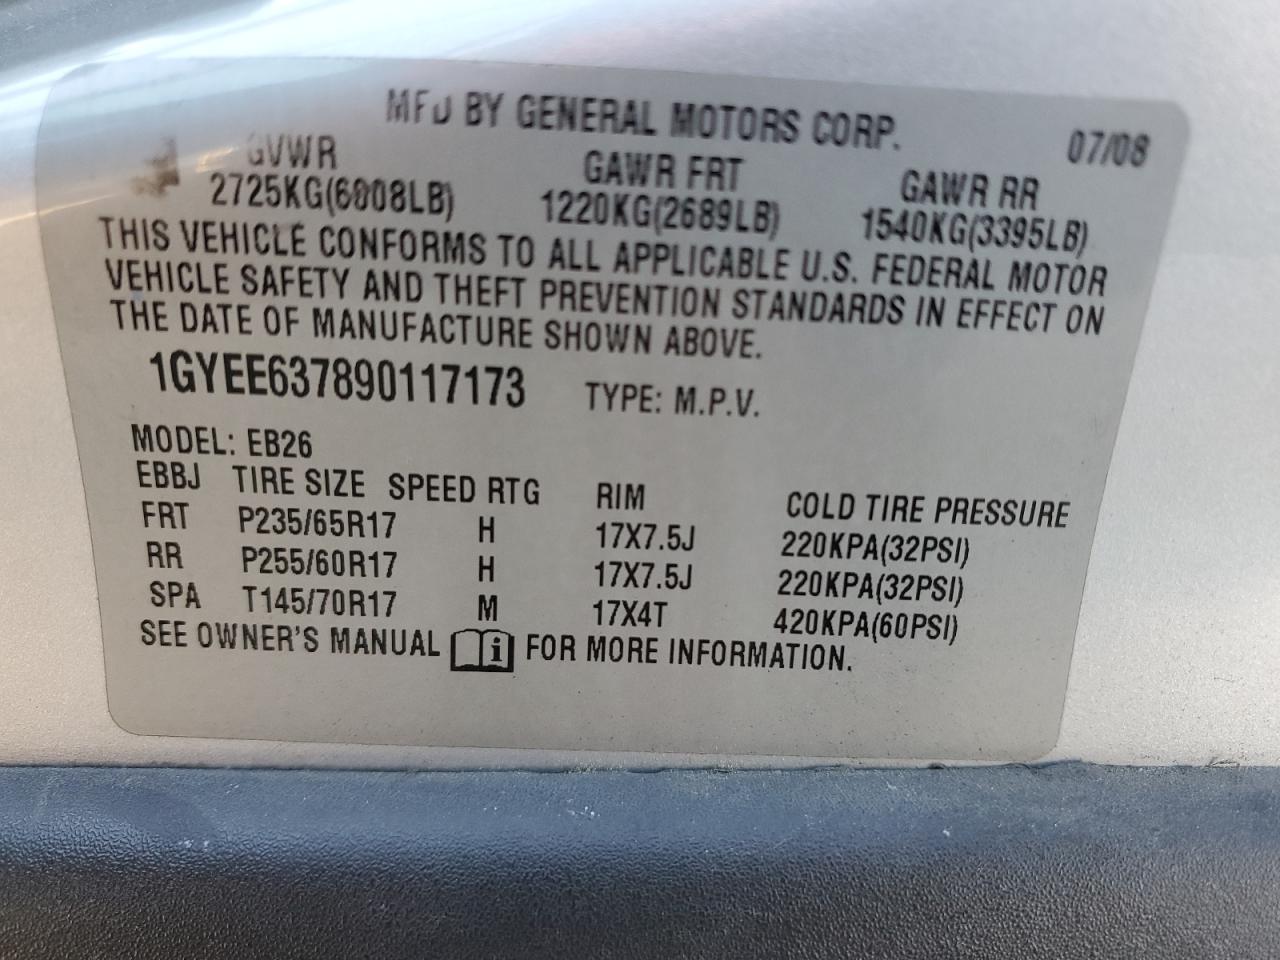 MFD BY GENERAL MOTORS CORP. 07/08
GVWR GAWR FRT GAWR RR
2725KG(6008LB) 1220KG(2689LB) 1540KG(3395LB)
THIS VEHICLE CONFORMS TO ALL APPLICABLE U.S. FEDERAL MOTOR
VEHICLE SAFETY AND THEFT PREVENTION STANDARDS IN EFFECT ON
THE DATE OF MANUFACTURE SHOWN ABOVE.
1GYEE637890117173 TYPE: M.P.V.
MODEL: EB26
EBBJ TIRE SIZE SPEED RTG RIM COLD TIRE PRESSURE
FRT P235/65R17 H 17X7.5J 220KPA(32PSI)
RR P255/60R17 H 17X7.5J 220KPA(32PSI)
SPA T145/70R17 M 17X4T 420KPA(60PSI)
SEE OWNER'S MANUAL i FOR MORE INFORMATION.